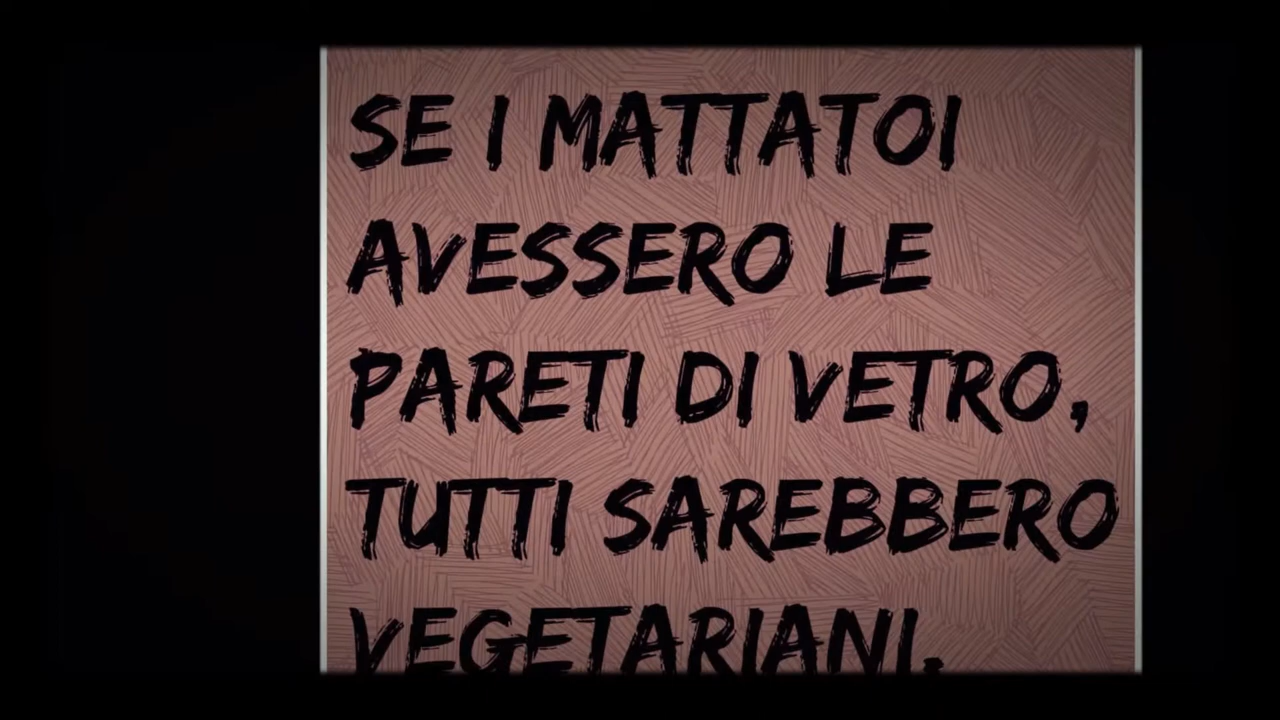 SE I MATTATOI
AVESSERO LE
PARETI DI VETRO,
TUTTI SAREBBERO
VEGETARIANI.